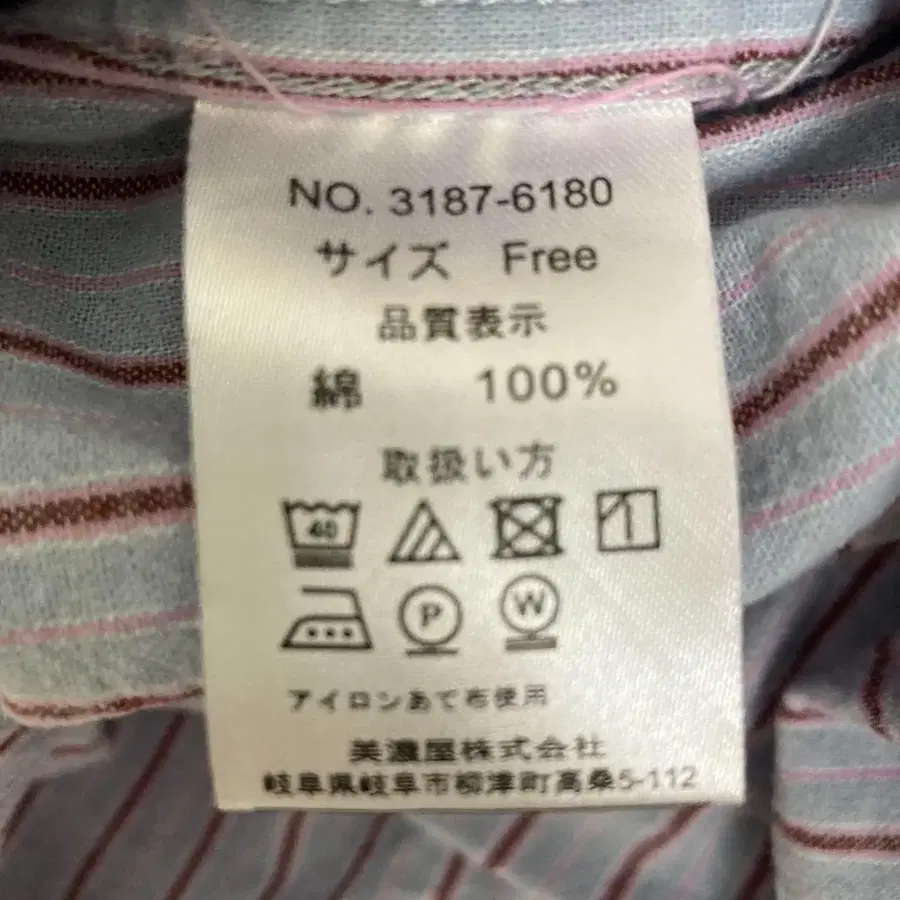 NO. 3187-6180
サイズ Free
品質表示
綿 100%
取扱い方
40
P W
アイロンあて布使用
美濃屋株式会社
岐阜県岐阜市柳津町高桑5-112